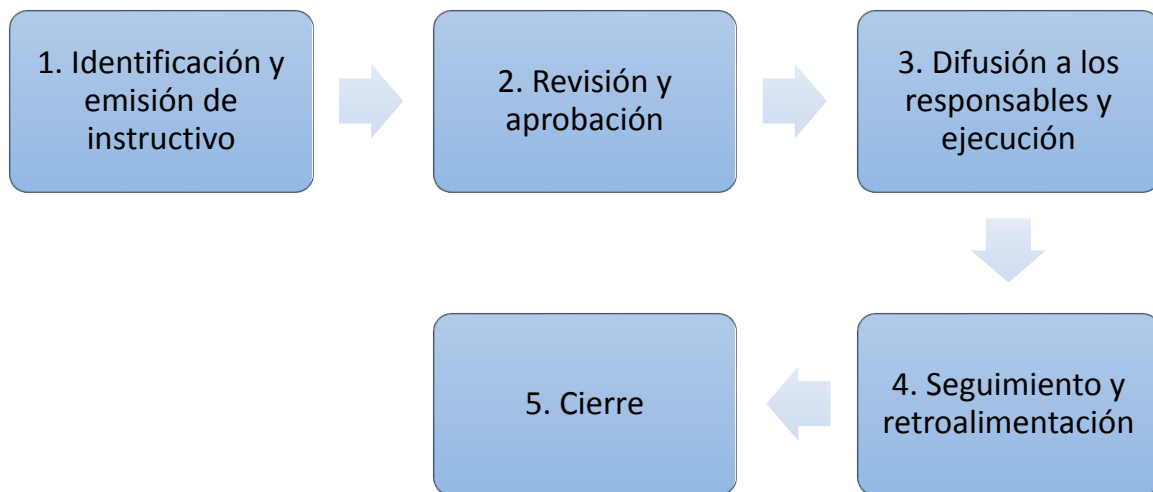 1. Identificación y
emisión de
instructivo
2. Revisión y
aprobación
3. Difusión a los
responsables y
ejecución
4. Seguimiento y
retroalimentación
5. Cierre